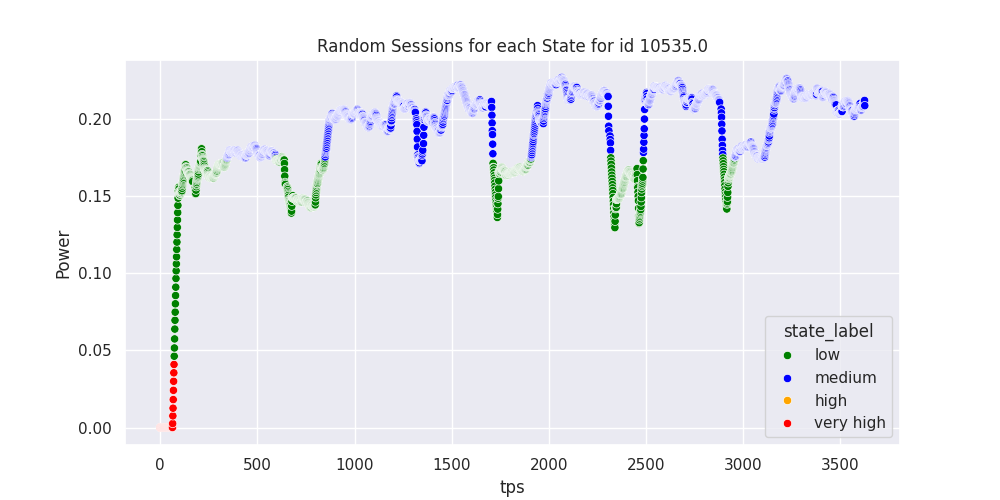 Random Sessions for each State for id 10535.0
Power
0.20
0.15
0.10
0.05
0.00
state_label
low
medium
high
very high
0 500 1000 1500 2000 2500 3000 3500
tps